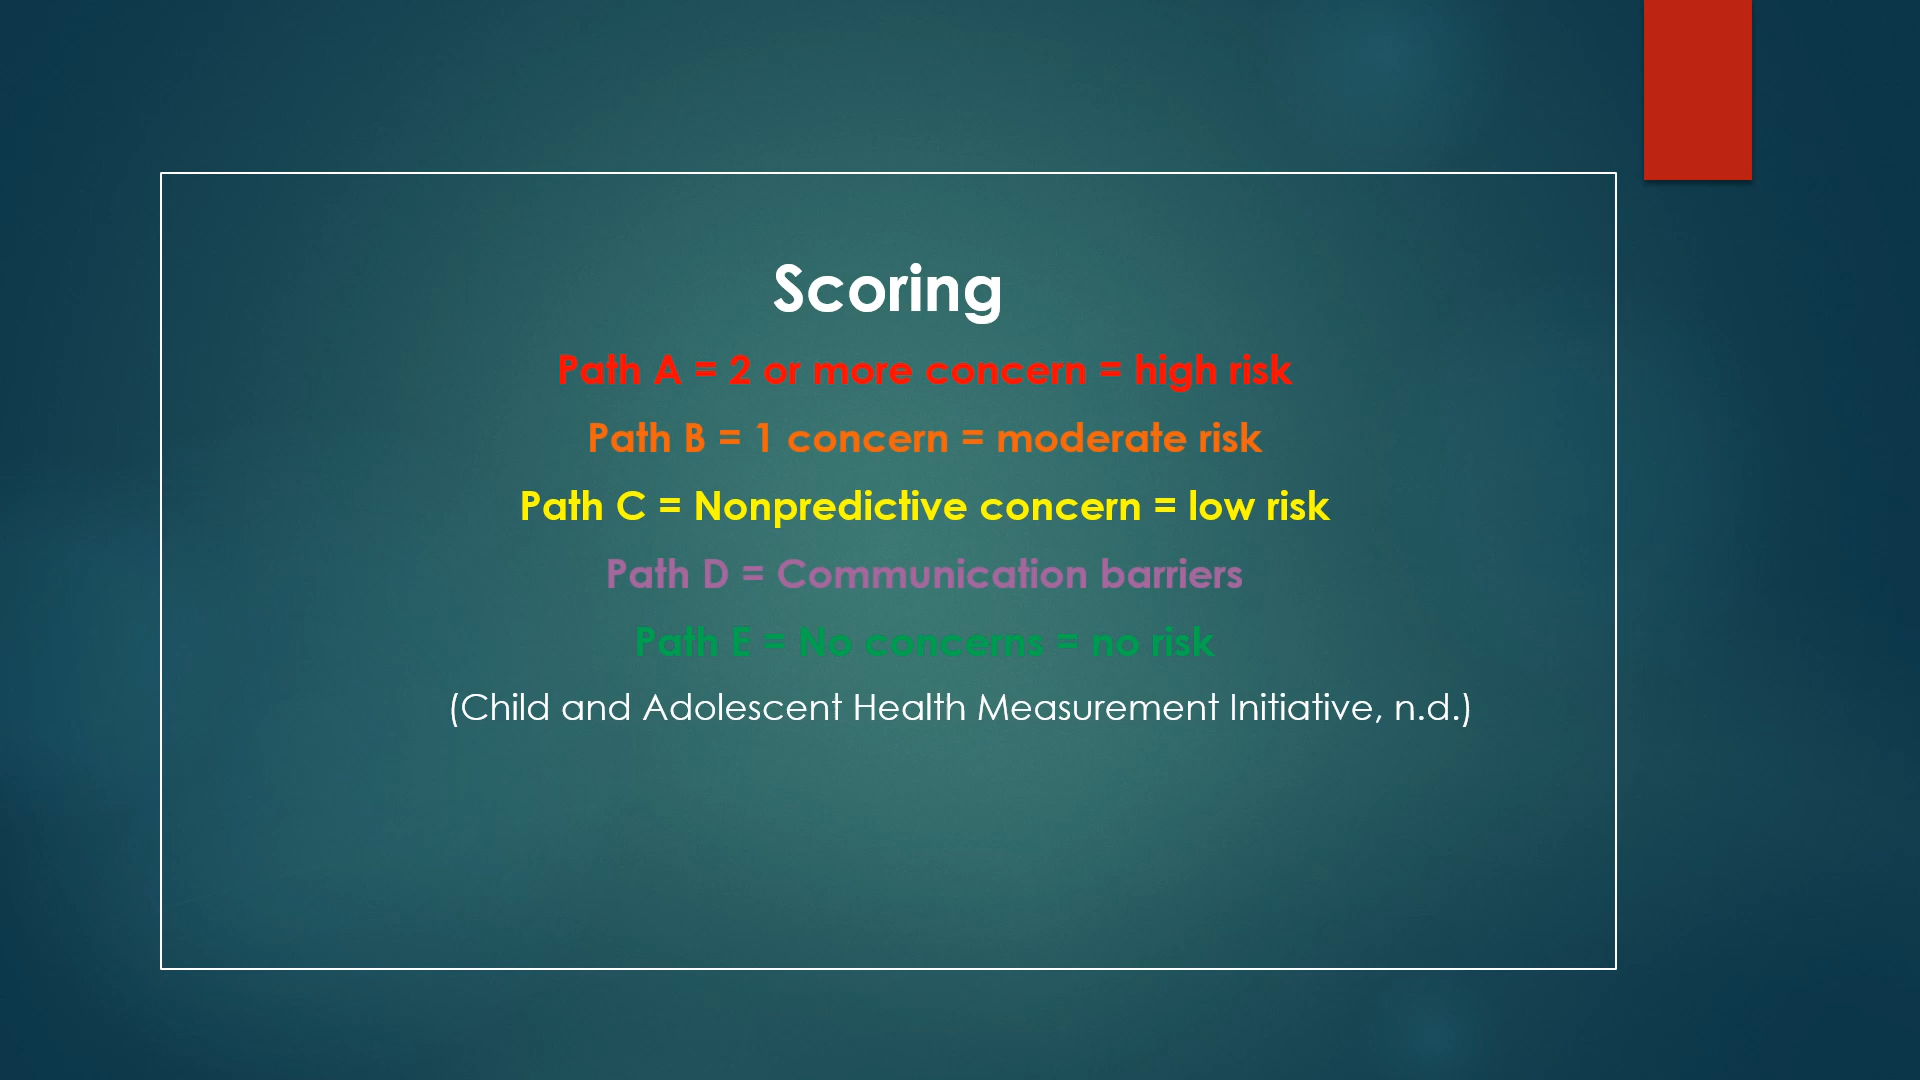 Scoring
Path A = 2 or more concern = high risk
Path B = 1 concern = moderate risk
Path C = Nonpredictive concern = low risk
Path D = Communication barriers
Path E = No concerns = no risk
(Child and Adolescent Health Measurement Initiative, n.d.)